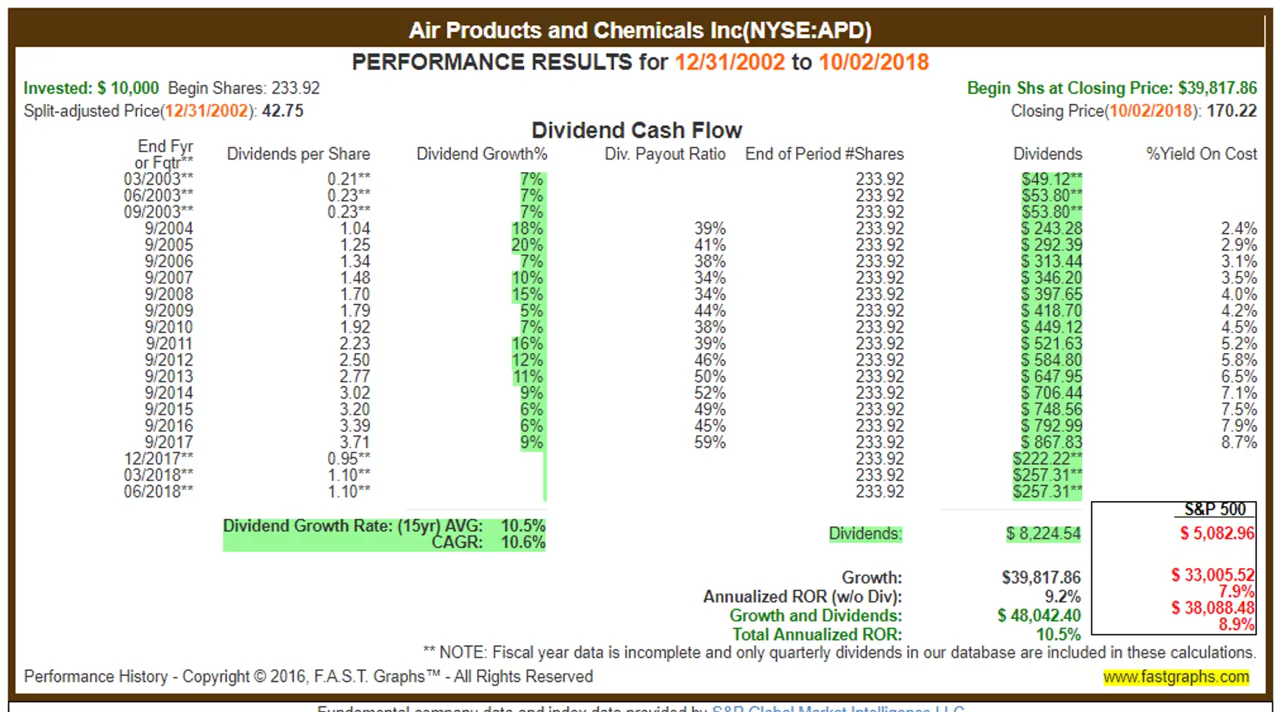 Air Products and Chemicals Inc(NYSE:APD)
PERFORMANCE RESULTS for 12/31/2002 to 10/02/2018
Invested: $ 10,000 Begin Shares: 233.92 Begin Shs at Closing Price: $39,817.86
Split-adjusted Price(12/31/2002): 42.75 Closing Price(10/02/2018): 170.22
Dividend Cash Flow
End Fyr
or Fqtr** Dividends per Share Dividend Growth% Div. Payout Ratio End of Period #Shares Dividends %Yield On Cost
03/2003** 0.21** 7% 233.92 $49.12**
06/2003** 0.23** 7% 233.92 $53.80**
09/2003** 0.23** 7% 233.92 $53.80**
9/2004 1.04 18% 39% 233.92 $ 243.28 2.4%
9/2005 1.25 20% 41% 233.92 $ 292.39 2.9%
9/2006 1.34 7% 38% 233.92 $ 313.44 3.1%
9/2007 1.48 10% 34% 233.92 $ 346.20 3.5%
9/2008 1.70 15% 34% 233.92 $ 397.65 4.0%
9/2009 1.79 5% 44% 233.92 $ 418.70 4.2%
9/2010 1.92 7% 38% 233.92 $ 449.12 4.5%
9/2011 2.23 16% 39% 233.92 $ 521.63 5.2%
9/2012 2.50 12% 46% 233.92 $ 584.80 5.8%
9/2013 2.77 11% 50% 233.92 $ 647.95 6.5%
9/2014 3.02 9% 52% 233.92 $ 706.44 7.1%
9/2015 3.20 6% 49% 233.92 $ 748.56 7.5%
9/2016 3.39 6% 45% 233.92 $ 792.99 7.9%
9/2017 3.71 9% 59% 233.92 $ 867.83 8.7%
12/2017** 0.95** 233.92 $222.22**
03/2018** 1.10** 233.92 $257.31**
06/2018** 1.10** 233.92 $257.31**
S&P 500
Dividend Growth Rate: (15yr) AVG: 10.5% Dividends: $ 8,224.54 $ 5,082.96
CAGR: 10.6%
Growth: $39,817.86 $ 33,005.52
Annualized ROR (w/o Div): 9.2% 7.9%
Growth and Dividends: $ 48,042.40 $ 38,088.48
Total Annualized ROR: 10.5% 8.9%
** NOTE: Fiscal year data is incomplete and only quarterly dividends in our database are included in these calculations.
Performance History - Copyright © 2016, F.A.S.T. Graphs™ - All Rights Reserved www.fastgraphs.com
Fundamental company data and index data provided by S&P Global Market Intelligence LLC